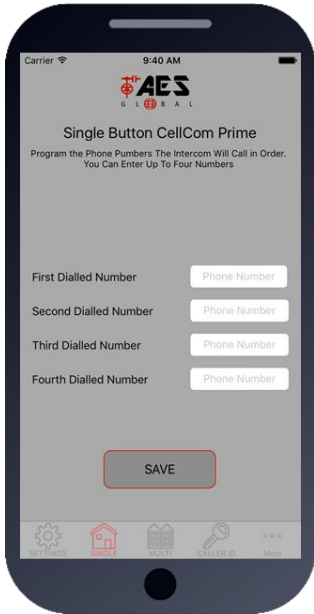 Carrier 9:40 AM
AES
GLOBAL
Single Button CellCom Prime
Program the Phone Pumbers The Intercom Will Call in Order.
You Can Enter Up To Four Numbers
First Dialled Number Phone Number
Second Dialled Number Phone Number
Third Dialled Number Phone Number
Fourth Dialled Number Phone Number
SAVE
SETTINGS SINGLE MULTI CALLER ID More